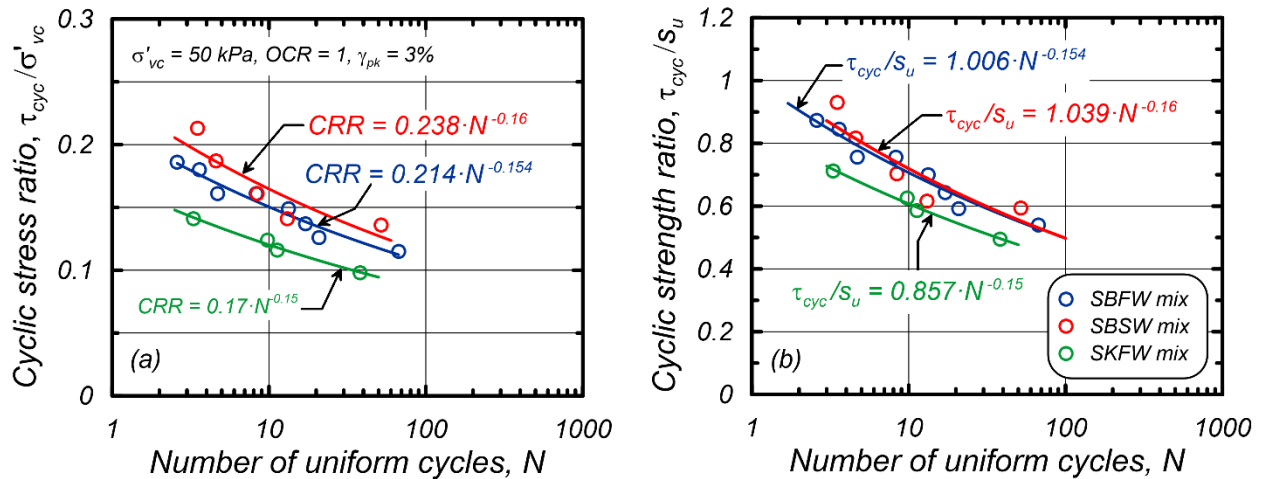 Cyclic stress ratio, τcyc/σ'vc
0.3
0.2
0.1
0
σ'vc = 50 kPa, OCR = 1, γpk = 3%
CRR = 0.238·N^-0.16
CRR = 0.214·N^-0.154
CRR = 0.17·N^-0.15
(a)
1 10 100 1000
Number of uniform cycles, N
Cyclic strength ratio, τcyc/su
1.2
1
0.8
0.6
0.4
0.2
0
τcyc/su = 1.006·N^-0.154
τcyc/su = 1.039·N^-0.16
τcyc/su = 0.857·N^-0.15
SBFW mix
SBSW mix
SKFW mix
(b)
1 10 100 1000
Number of uniform cycles, N